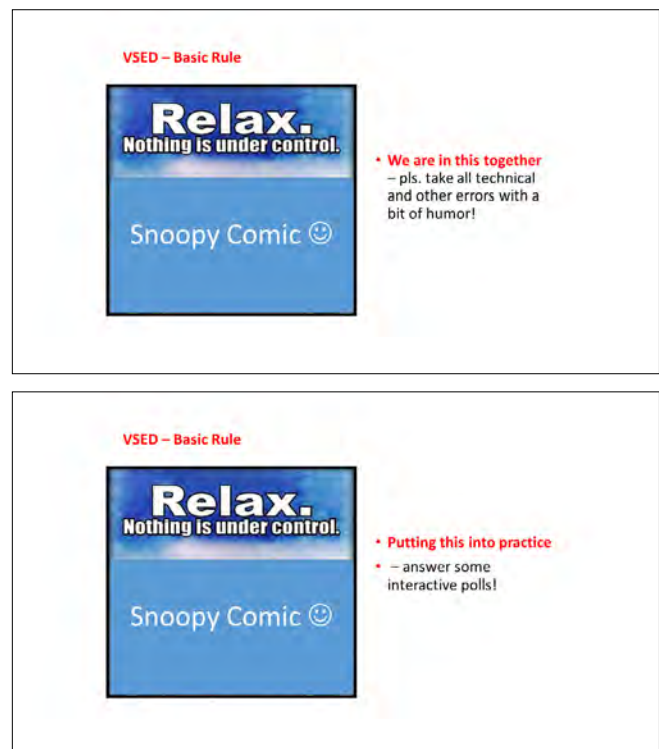 VSED – Basic Rule
Relax.
Nothing is under control.
Snoopy Comic ☺
• We are in this together
– pls. take all technical
and other errors with a
bit of humor!
VSED – Basic Rule
Relax.
Nothing is under control.
Snoopy Comic ☺
• Putting this into practice
• – answer some
interactive polls!